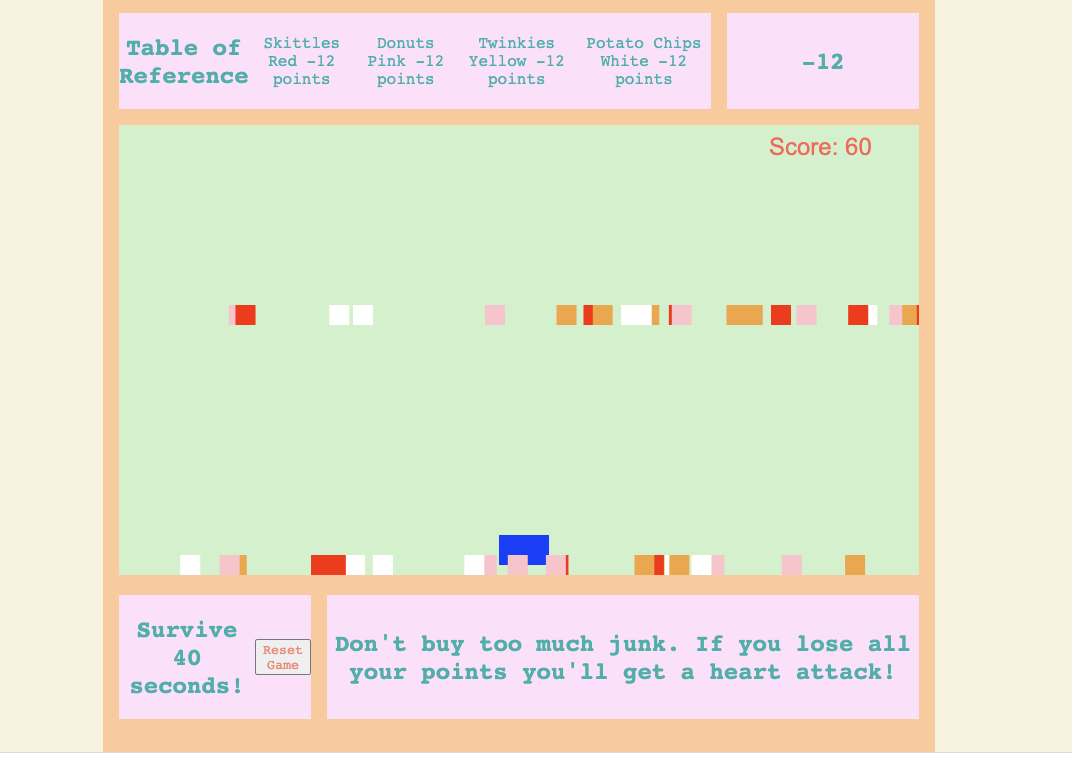 Table of
Reference
Skittles
Red -12
points
Donuts
Pink -12
points
Twinkies
Yellow -12
points
Potato Chips
White -12
points
-12
Score: 60
Survive
40
seconds!
Reset
Game
Don't buy too much junk. If you lose all
your points you'll get a heart attack!